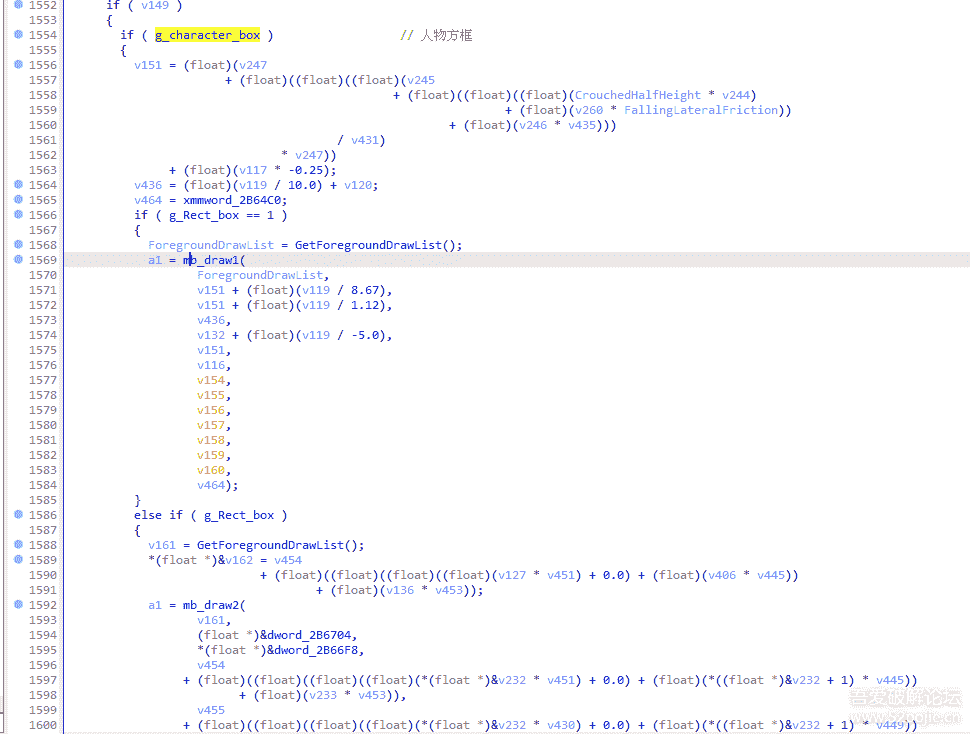 1552 if ( v149 )
1553 {
1554 if ( g_character_box ) // 人物方框
1555 {
1556 v151 = (float)(v247
1557 + (float)((float)((float)(v245
1558 + (float)((float)((float)(CrouchedHalfHeight * v244)
1559 + (float)(v260 * FallingLateralFriction))
1560 + (float)(v246 * v435)))
1561 / v431)
1562 * v247))
1563 + (float)(v117 * -0.25);
1564 v436 = (float)(v119 / 10.0) + v120;
1565 v464 = xmmword_2B64C0;
1566 if ( g_Rect_box == 1 )
1567 {
1568 ForegroundDrawList = GetForegroundDrawList();
1569 a1 = mb_draw1(
1570 ForegroundDrawList,
1571 v151 + (float)(v119 / 8.67),
1572 v151 + (float)(v119 / 1.12),
1573 v436,
1574 v132 + (float)(v119 / -5.0),
1575 v151,
1576 v116,
1577 v154,
1578 v155,
1579 v156,
1580 v157,
1581 v158,
1582 v159,
1583 v160,
1584 v464);
1585 }
1586 else if ( g_Rect_box )
1587 {
1588 v161 = GetForegroundDrawList();
1589 *(float *)&v162 = v454
1590 + (float)((float)((float)((float)(v127 * v451) + 0.0) + (float)(v406 * v445))
1591 + (float)(v136 * v453));
1592 a1 = mb_draw2(
1593 v161,
1594 (float *)&dword_2B6704,
1595 *(float *)&dword_2B66F8,
1596 v454
1597 + (float)((float)((float)((float)(*(float *)&v232 * v451) + 0.0) + (float)(*((float *)&v232 + 1) * v445))
1598 + (float)(v233 * v453)),
1599 v455
1600 + (float)((float)((float)((float)(*(float *)&v232 * v430) + 0.0) + (float)(*((float *)&v232 + 1) * v449))
吾爱破解论坛
www.52pojie.cn